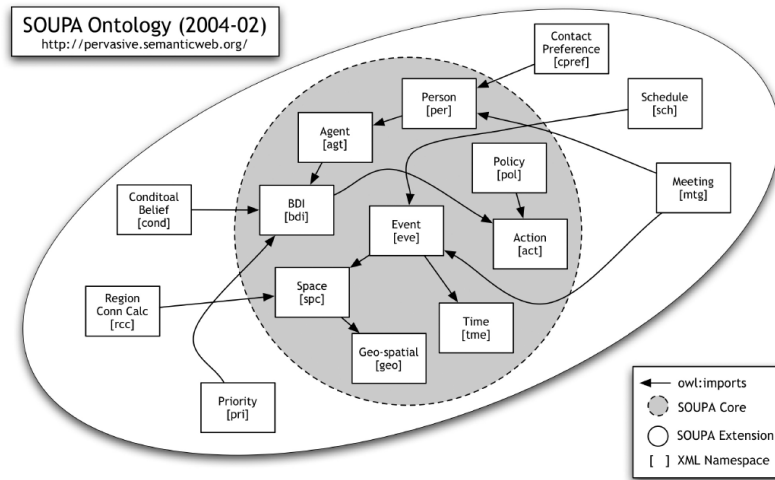 SOUPA Ontology (2004-02)
http://pervasive.semanticweb.org/
Contact
Preference
[cpref]
Person
[per]
Schedule
[sch]
Agent
[agt]
Policy
[pol]
Meeting
[mtg]
Conditoal
Belief
[cond]
BDI
[bdi]
Event
[eve]
Action
[act]
Space
[spc]
Region
Conn Calc
[rcc]
Time
[tme]
Geo-spatial
[geo]
Priority
[pri]
owl:imports
SOUPA Core
SOUPA Extension
[ ] XML Namespace